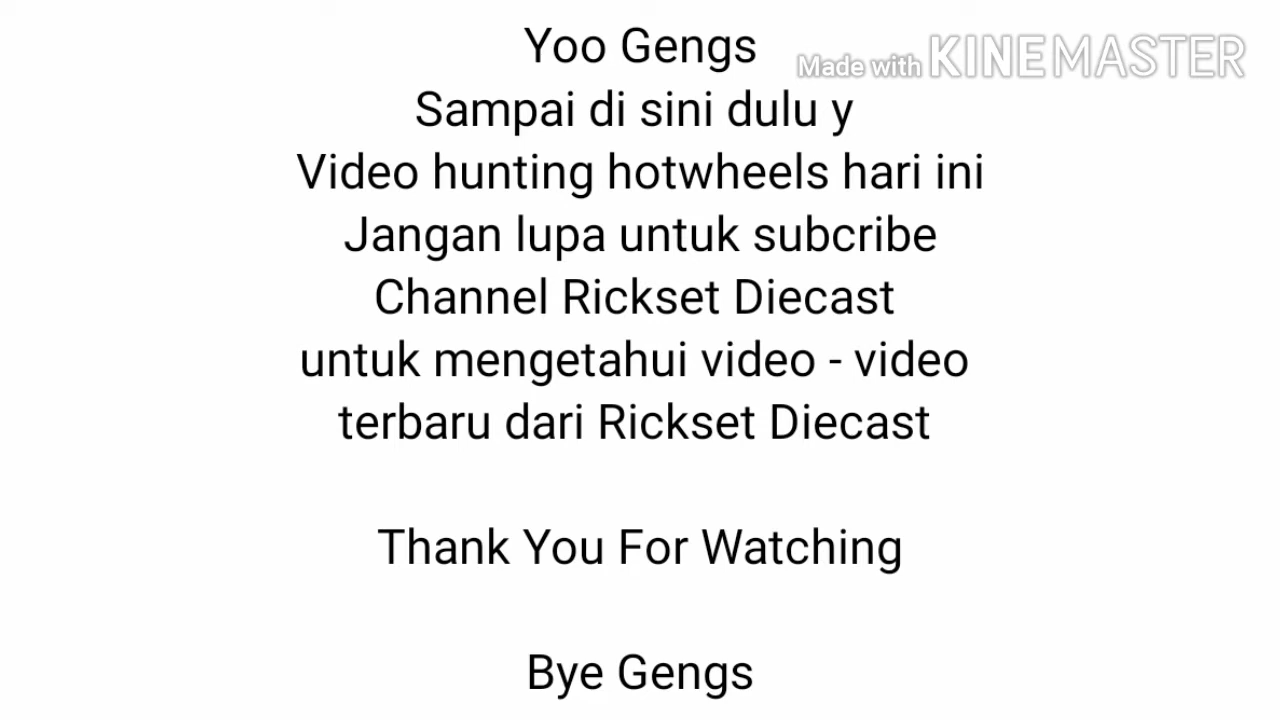 Yoo Gengs
Made with KINEMASTER
Sampai di sini dulu y
Video hunting hotwheels hari ini
Jangan lupa untuk subcribe
Channel Rickset Diecast
untuk mengetahui video - video
terbaru dari Rickset Diecast
Thank You For Watching
Bye Gengs